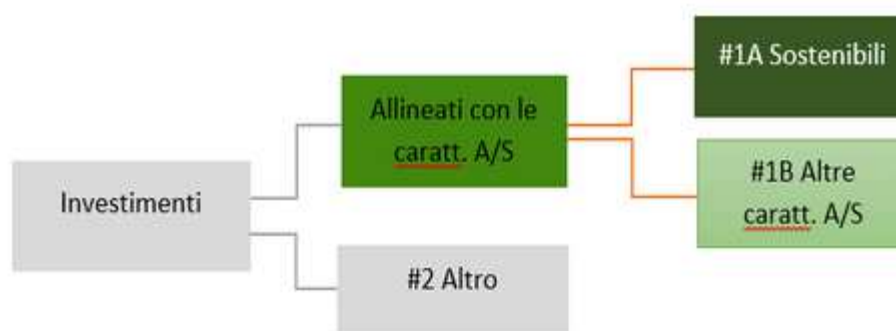 #1A Sostenibili
Allineati con le
caratt. A/S
#1B Altre
caratt. A/S
Investimenti
#2 Altro